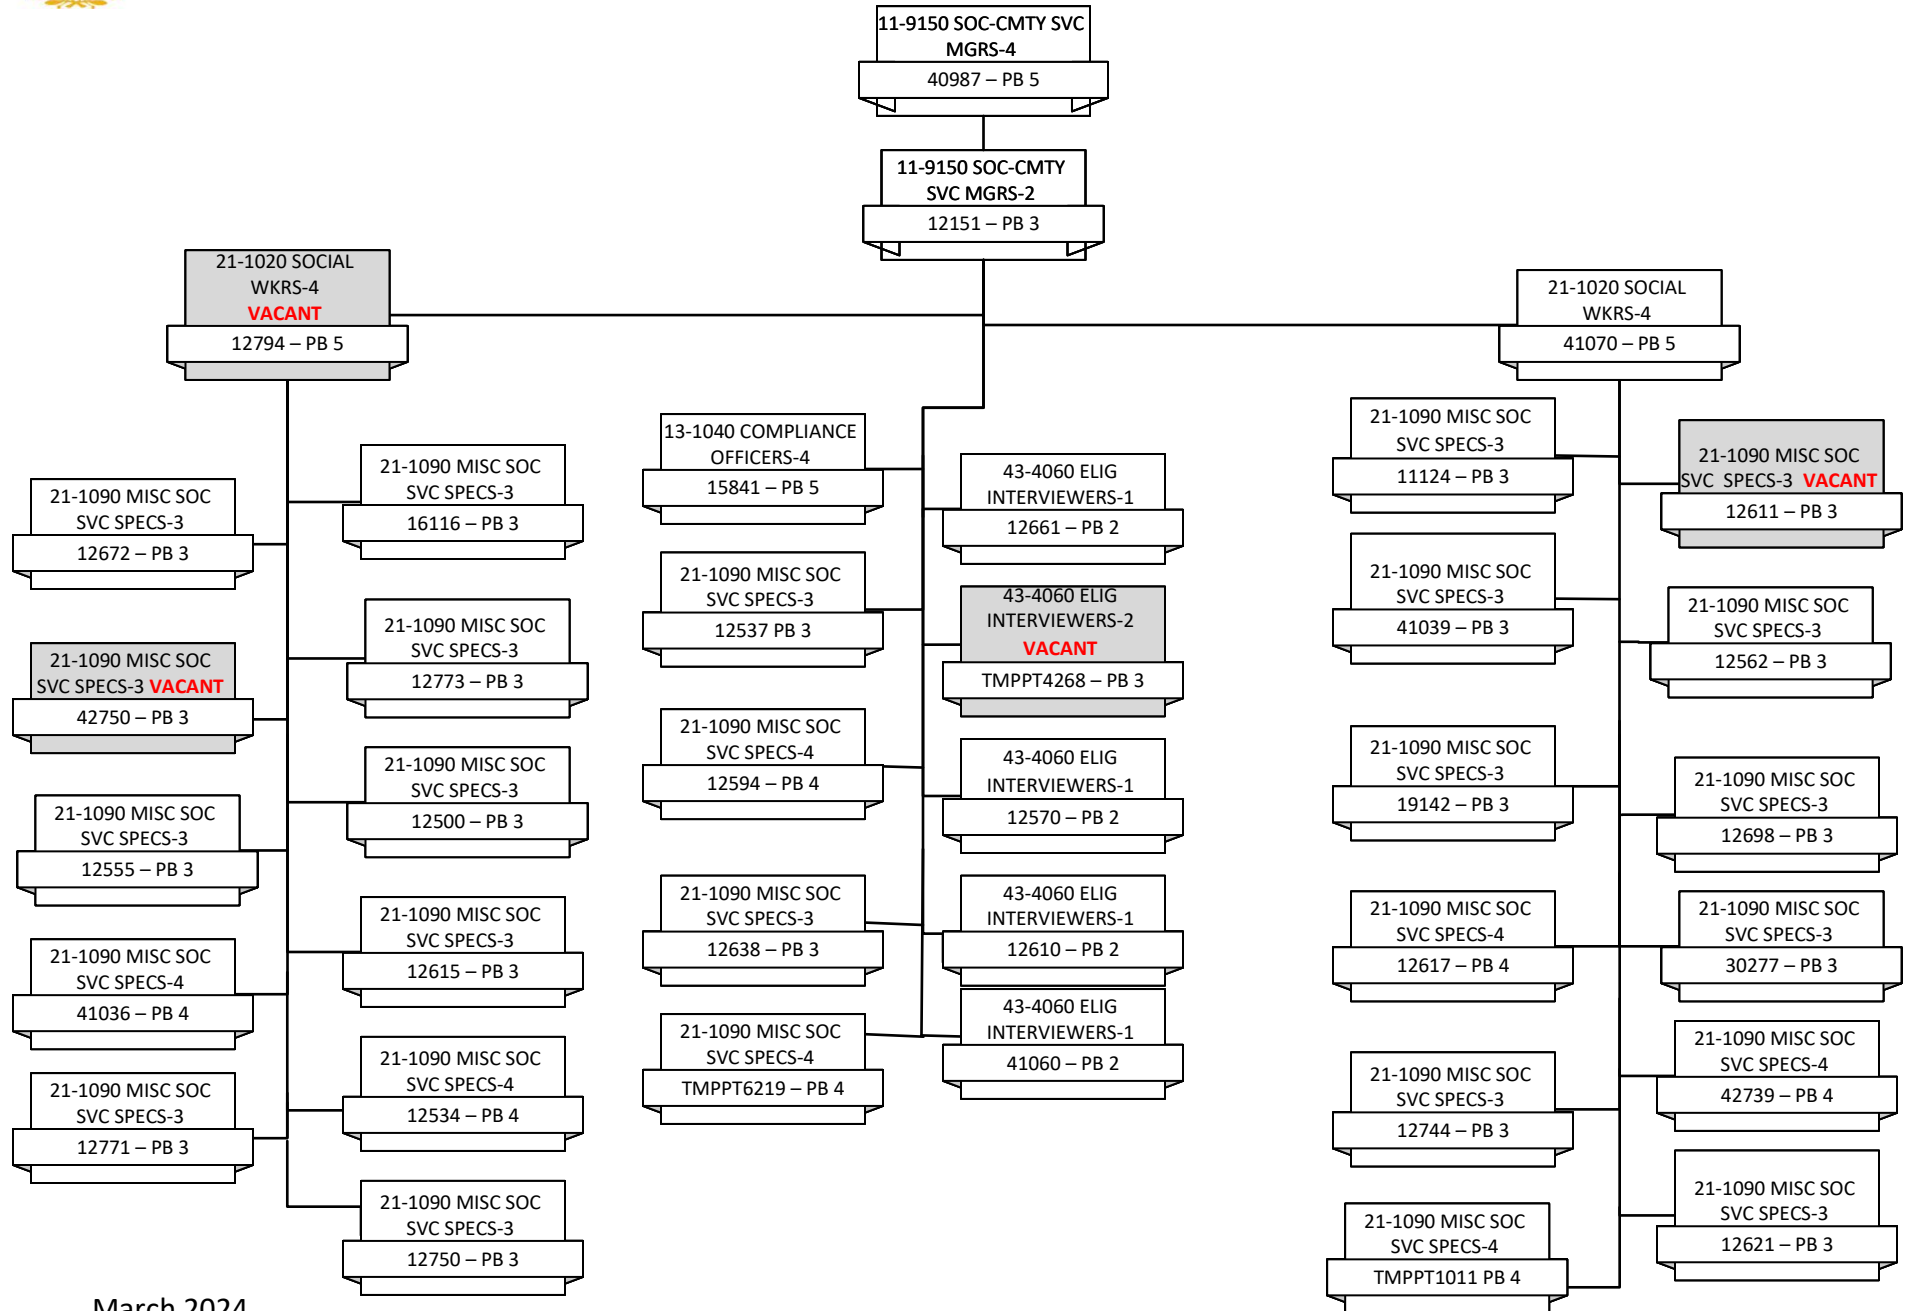 11-9150 SOC-CMTY SVC
MGRS-4
40987 – PB 5
11-9150 SOC-CMTY
SVC MGRS-2
12151 – PB 3
21-1020 SOCIAL
WKRS-4
VACANT
12794 – PB 5
21-1020 SOCIAL
WKRS-4
41070 – PB 5
21-1090 MISC SOC
SVC SPECS-3
12672 – PB 3
21-1090 MISC SOC
SVC SPECS-3 VACANT
42750 – PB 3
21-1090 MISC SOC
SVC SPECS-3
12555 – PB 3
21-1090 MISC SOC
SVC SPECS-4
41036 – PB 4
21-1090 MISC SOC
SVC SPECS-3
12771 – PB 3
21-1090 MISC SOC
SVC SPECS-3
16116 – PB 3
21-1090 MISC SOC
SVC SPECS-3
12773 – PB 3
21-1090 MISC SOC
SVC SPECS-3
12500 – PB 3
21-1090 MISC SOC
SVC SPECS-3
12615 – PB 3
21-1090 MISC SOC
SVC SPECS-4
12534 – PB 4
21-1090 MISC SOC
SVC SPECS-3
12750 – PB 3
13-1040 COMPLIANCE
OFFICERS-4
15841 – PB 5
21-1090 MISC SOC
SVC SPECS-3
12537 PB 3
21-1090 MISC SOC
SVC SPECS-4
12594 – PB 4
21-1090 MISC SOC
SVC SPECS-3
12638 – PB 3
21-1090 MISC SOC
SVC SPECS-4
TMPPT6219 – PB 4
43-4060 ELIG
INTERVIEWERS-1
12661 – PB 2
43-4060 ELIG
INTERVIEWERS-2
VACANT
TMPPT4268 – PB 3
43-4060 ELIG
INTERVIEWERS-1
12570 – PB 2
43-4060 ELIG
INTERVIEWERS-1
12610 – PB 2
43-4060 ELIG
INTERVIEWERS-1
41060 – PB 2
21-1090 MISC SOC
SVC SPECS-3
11124 – PB 3
21-1090 MISC SOC
SVC SPECS-3
41039 – PB 3
21-1090 MISC SOC
SVC SPECS-3
19142 – PB 3
21-1090 MISC SOC
SVC SPECS-4
12617 – PB 4
21-1090 MISC SOC
SVC SPECS-3
12744 – PB 3
21-1090 MISC SOC
SVC SPECS-4
TMPPT1011 PB 4
21-1090 MISC SOC
SVC SPECS-3 VACANT
12611 – PB 3
21-1090 MISC SOC
SVC SPECS-3
12562 – PB 3
21-1090 MISC SOC
SVC SPECS-3
12698 – PB 3
21-1090 MISC SOC
SVC SPECS-3
30277 – PB 3
21-1090 MISC SOC
SVC SPECS-4
42739 – PB 4
21-1090 MISC SOC
SVC SPECS-3
12621 – PB 3
March 2024